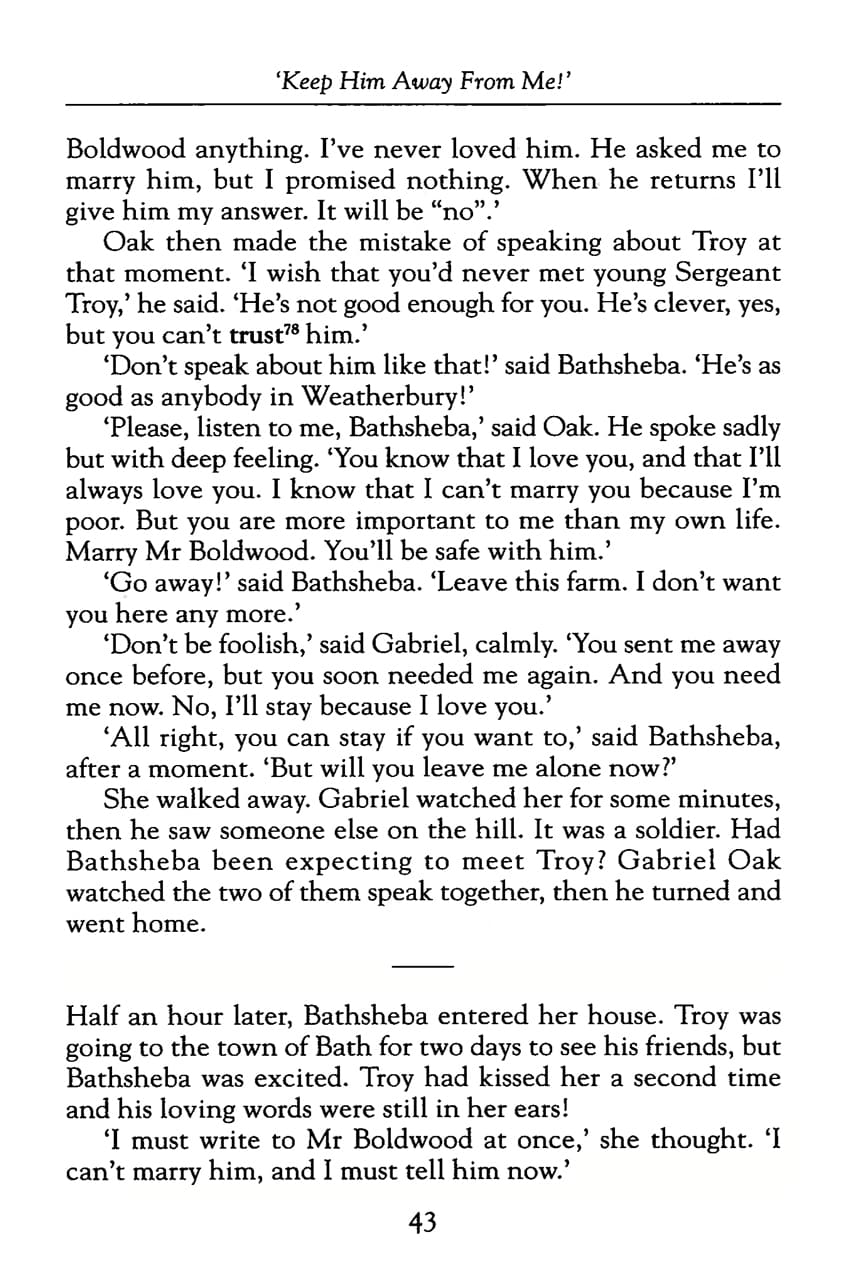 ‘Keep Him Away From Me!’
Boldwood anything. I’ve never loved him. He asked me to
marry him, but I promised nothing. When he returns I’ll
give him my answer. It will be “no”.’
Oak then made the mistake of speaking about Troy at
that moment. ‘I wish that you’d never met young Sergeant
Troy,’ he said. ‘He’s not good enough for you. He’s clever, yes,
but you can’t trust⁷⁸ him.’
‘Don’t speak about him like that!’ said Bathsheba. ‘He’s as
good as anybody in Weatherbury!’
‘Please, listen to me, Bathsheba,’ said Oak. He spoke sadly
but with deep feeling. ‘You know that I love you, and that I’ll
always love you. I know that I can’t marry you because I’m
poor. But you are more important to me than my own life.
Marry Mr Boldwood. You’ll be safe with him.’
‘Go away!’ said Bathsheba. ‘Leave this farm. I don’t want
you here any more.’
‘Don’t be foolish,’ said Gabriel, calmly. ‘You sent me away
once before, but you soon needed me again. And you need
me now. No, I’ll stay because I love you.’
‘All right, you can stay if you want to,’ said Bathsheba,
after a moment. ‘But will you leave me alone now?’
She walked away. Gabriel watched her for some minutes,
then he saw someone else on the hill. It was a soldier. Had
Bathsheba been expecting to meet Troy? Gabriel Oak
watched the two of them speak together, then he turned and
went home.
Half an hour later, Bathsheba entered her house. Troy was
going to the town of Bath for two days to see his friends, but
Bathsheba was excited. Troy had kissed her a second time
and his loving words were still in her ears!
‘I must write to Mr Boldwood at once,’ she thought. ‘I
can’t marry him, and I must tell him now.’
43